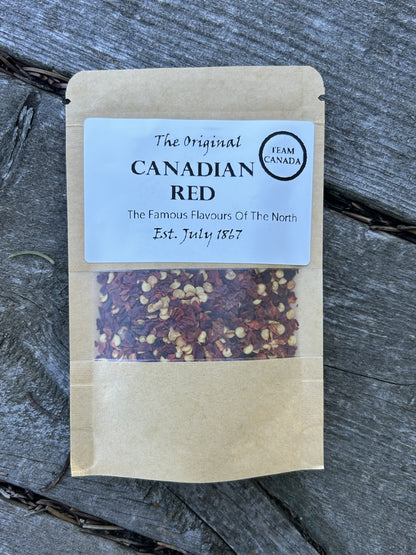 The Original
TEAM
CANADA
CANADIAN
RED
The Famous Flavours Of The North
Est. July 1867